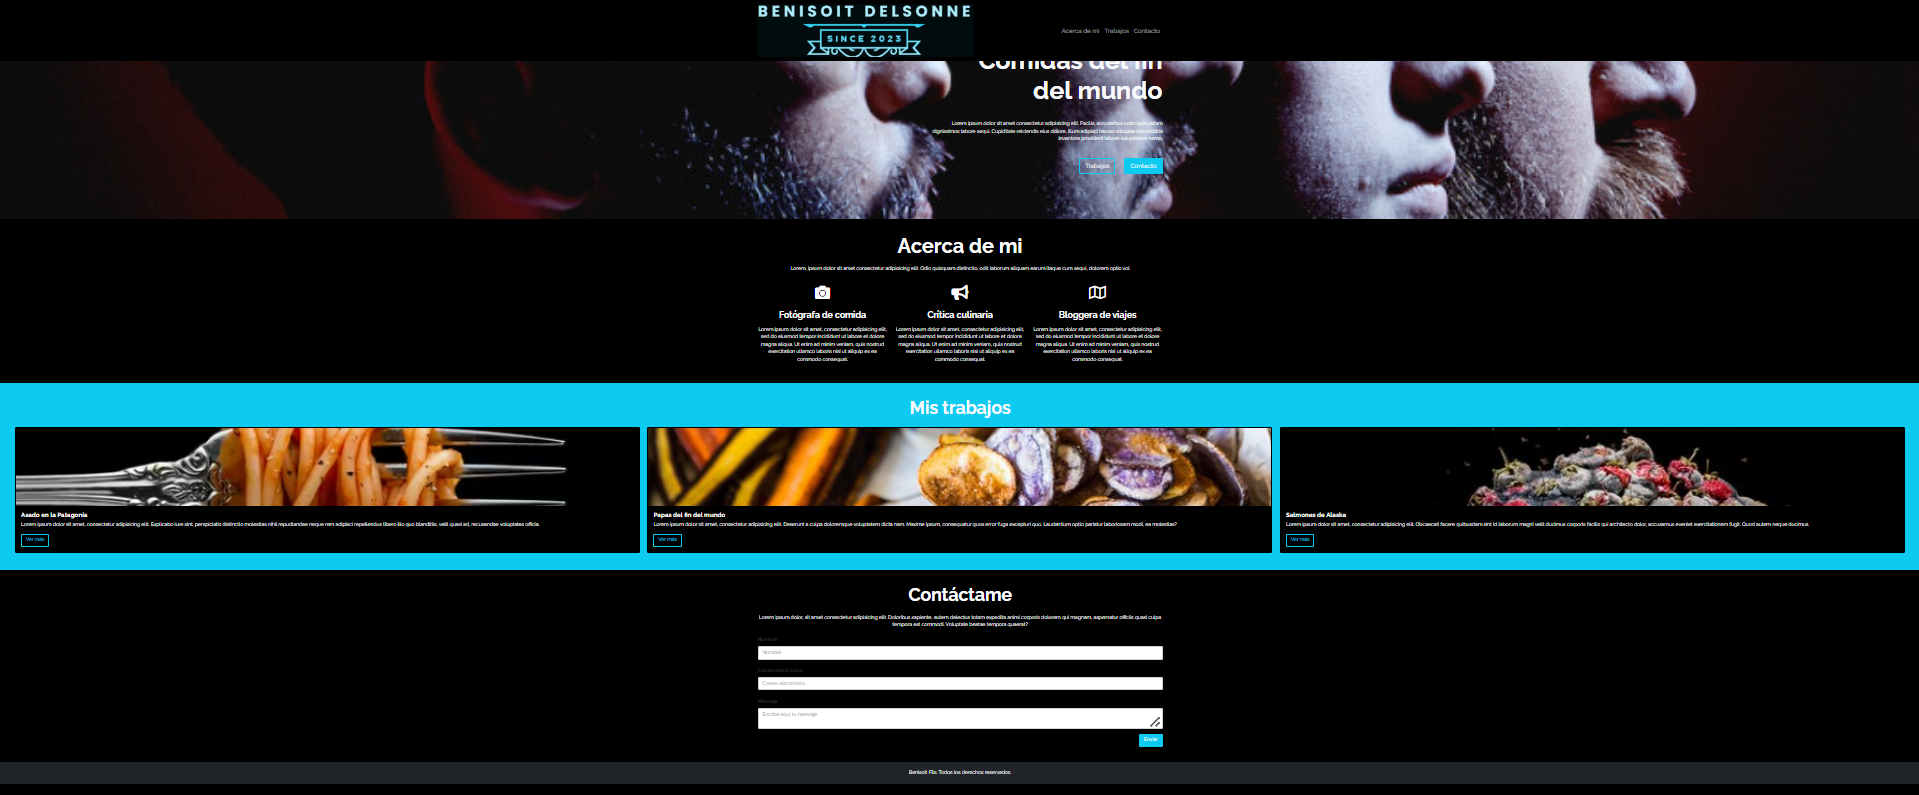 BENISOIT DELSONNE
SINCE 2023
Acerca de mi Trabajos Contacto
Comidas del fin
del mundo
Lorem ipsum dolor sit amet consectetur adipisicing elit. Facilis, accusamus iusto optio adam
dignissimos labore sequi. Cupiditate reiciendis eius dolore, illum adipisci harum voluptas
inventore provident labore voluptatum nemo.
Trabajos Contacto
Acerca de mi
Lorem, ipsum dolor sit amet consectetur adipisicing elit. Odio quisquam distinctio, odit laborum aliquam earum itaque cum sequi, dolorem optio vol
Fotógrafa de comida
Lorem ipsum dolor sit amet, consectetur adipisicing elit,
sed do eiusmod tempor incididunt ut labore et dolore
magna aliqua. Ut enim ad minim veniam, quis nostrud
exercitation ullamco laboris nisi ut aliquip ex ea
commodo consequat.
Crítica culinaria
Lorem ipsum dolor sit amet, consectetur adipisicing elit,
sed do eiusmod tempor incididunt ut labore et dolore
magna aliqua. Ut enim ad minim veniam, quis nostrud
exercitation ullamco laboris nisi ut aliquip ex ea
commodo consequat.
Bloggera de viajes
Lorem ipsum dolor sit amet, consectetur adipisicing elit,
sed do eiusmod tempor incididunt ut labore et dolore
magna aliqua. Ut enim ad minim veniam, quis nostrud
exercitation ullamco laboris nisi ut aliquip ex ea
commodo consequat.
Mis trabajos
Asado en la Patagonia
Lorem ipsum dolor sit amet, consectetur adipisicing elit. Explicabo iure sint, perspiciatis distinctio molestias nihil repudiandae neque rem adipisci repellendus libero illo quo blanditiis, velit quasi ad, recusandae voluptates officia.
Ver más
Papas del fin del mundo
Lorem ipsum dolor sit amet, consectetur adipisicing elit. Deserunt a culpa doloremque voluptatem dicta nam. Maxime ipsum, consequatur quos error fuga excepturi quo. Laudantium optio pariatur laboriosam modi, ea molestias?
Ver más
Salmones de Alaska
Lorem ipsum dolor sit amet, consectetur adipisicing elit. Obcaecati facere quibusdam sint id laborum magni velit ducimus corporis facilis qui architecto dolor, accusamus eveniet exercitationem fugit. Quod autem neque ducimus.
Ver más
Contáctame
Lorem ipsum dolor, sit amet consectetur adipisicing elit. Doloribus sapiente, autem delectus totam expedita animi corporis dolorem qui magnam, aspernatur officiis quasi culpa
tempora est commodi. Voluptate beatae tempora quaerat?
Nombre
Nombre
Correo electrónico
Correo electrónico
Mensaje
Escribe aquí tu mensaje
Enviar
Benisoit Flis. Todos los derechos reservados.